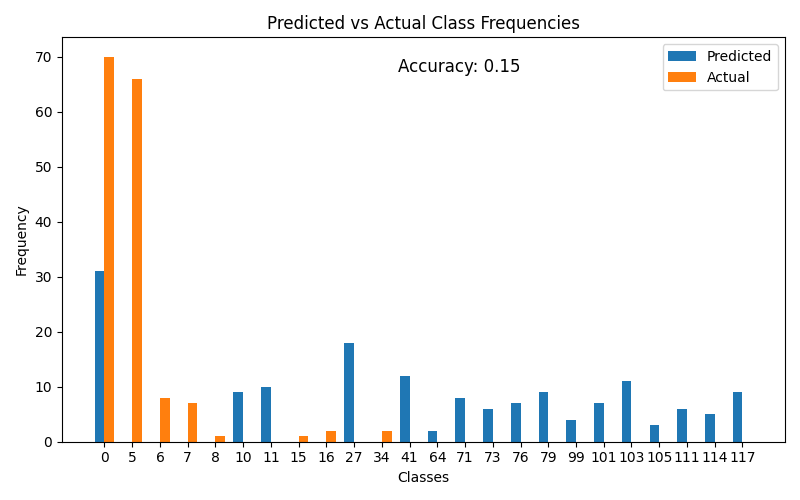 Predicted vs Actual Class Frequencies
Accuracy: 0.15
Predicted
Actual
Frequency
70
60
50
40
30
20
10
0
0 5 6 7 8 10 11 15 16 27 34 41 64 71 73 76 79 99 101 103 105 111 114 117
Classes